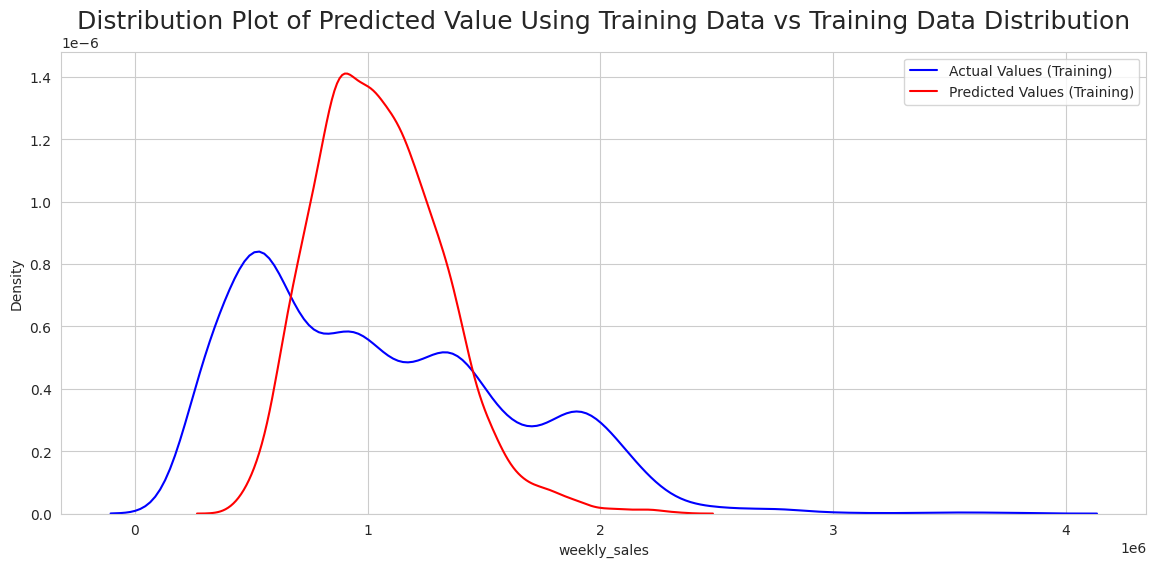 Distribution Plot of Predicted Value Using Training Data vs Training Data Distribution
1e−6
Actual Values (Training)
Predicted Values (Training)
1.4
1.2
1.0
0.8
0.6
0.4
0.2
0.0
Density
0 1 2 3 4
1e6
weekly_sales